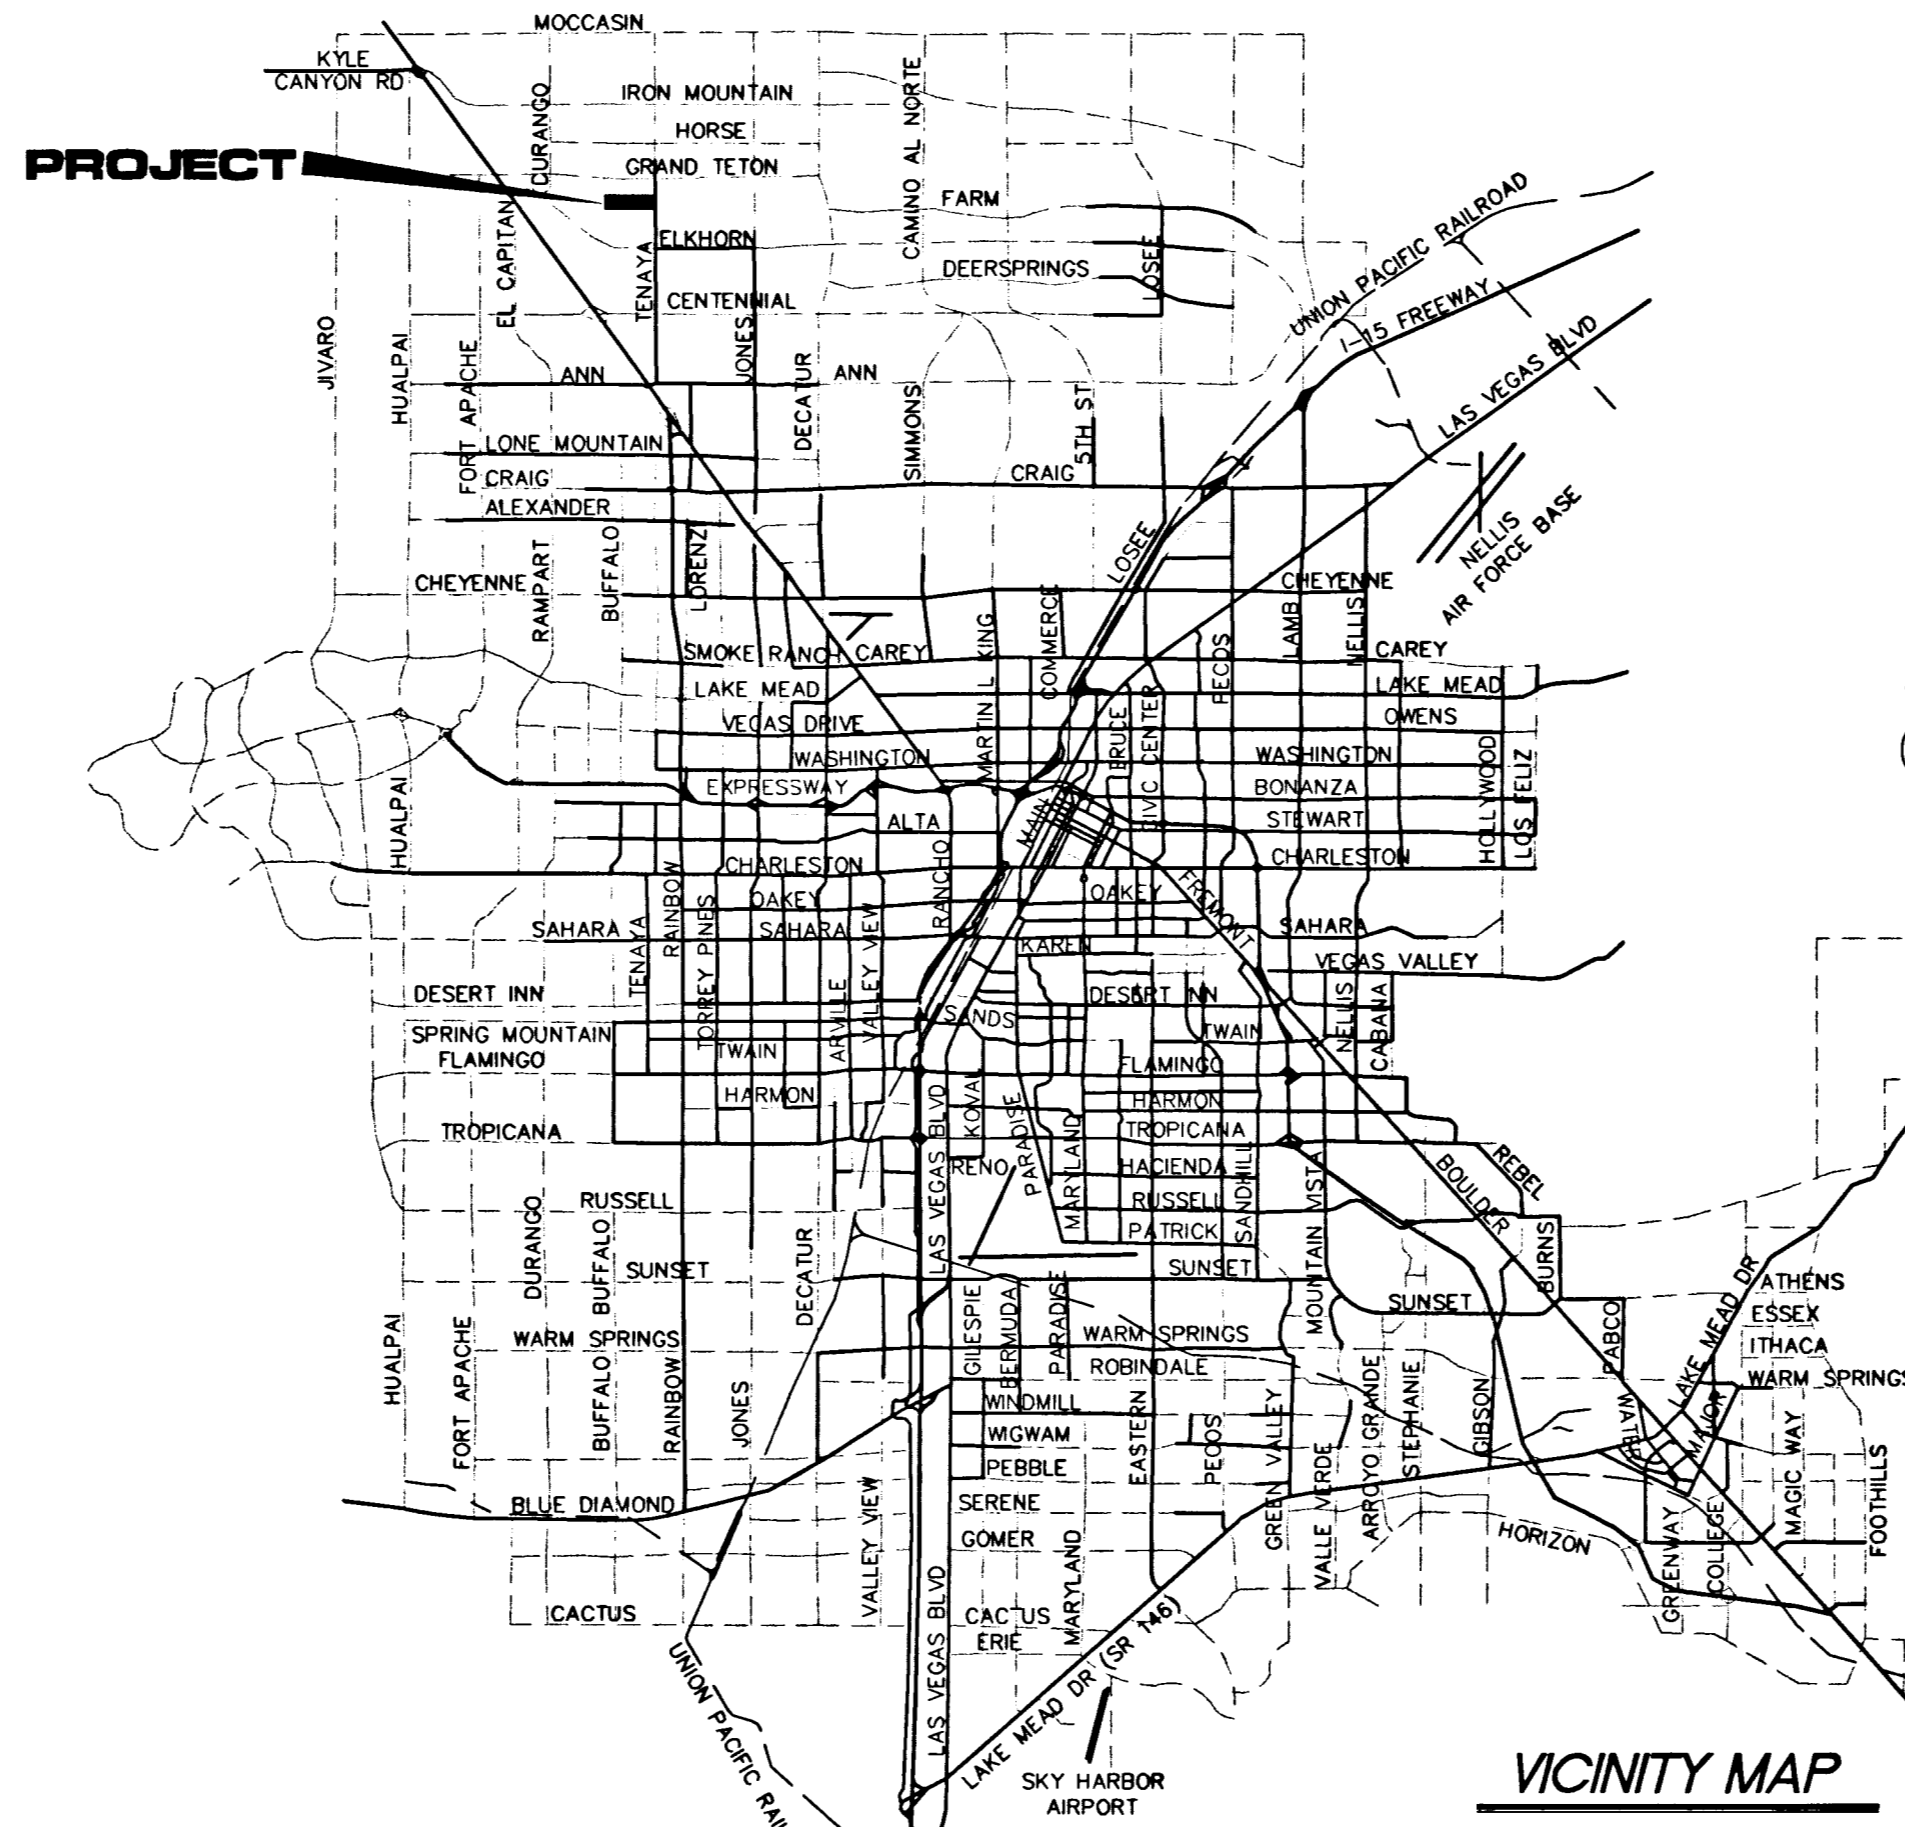 MOCCASIN
KYLE
CANYON RD
IRON MOUNTAIN
HORSE
GRAND TETON
CURANGO
CAMINO AL NORTE
PROJECT
FARM
ELKHORN
DEERSPRINGS
CENTENNIAL
EL CAPITAN
TENAYA
LOSEE
UNION PACIFIC RAILROAD
I-15 FREEWAY
LAS VEGAS BLVD
JIVARO
HUALPAI
FORT APACHE
JONES
DECATUR
ANN
ANN
SIMMONS
5TH ST
LONE MOUNTAIN
CRAIG
CRAIG
ALEXANDER
NELLIS
AIR FORCE BASE
RAMPART
BUFFALO
LORENZI
LOSEE
CHEYENNE
CHEYENNE
COMMERCE
LAMB
NELLIS
PECOS
MARTIN L KING
SMOKE RANCH
CAREY
CAREY
LAKE MEAD
LAKE MEAD
VEGAS DRIVE
OWENS
BRUCE
CIVIC CENTER
WASHINGTON
WASHINGTON
HOLLYWOOD
LOS FELIZ
EXPRESSWAY
BONANZA
HUALPAI
ALTA
MAIN
STEWART
CHARLESTON
CHARLESTON
RANCHO
RAINBOW
OAKEY
OAKEY
FREMONT
TENAYA
TORREY PINES
SAHARA
SAHARA
SAHARA
VALLEY VIEW
KAREN
VEGAS VALLEY
DESERT INN
DESERT INN
ARVILLE
SANDS
NELLIS
CABANA
SPRING MOUNTAIN
TWAIN
TWAIN
FLAMINGO
FLAMINGO
HARMON
HARMON
KOVAL
PARADISE
LAS VEGAS BLVD
TROPICANA
TROPICANA
MARYLAND
RENO
HACIENDA
SANDHILL
MOUNTAIN VISTA
BOULDER
REBEL
RUSSELL
RUSSELL
PATRICK
DURANGO
BUFFALO
DECATUR
BURNS
SUNSET
SUNSET
SUNSET
LAKE MEAD DR
ATHENS
ESSEX
ITHACA
WARM SPRINGS
HUALPAI
FORT APACHE
WARM SPRINGS
WARM SPRINGS
GILESPIE
BERMUDA
PARADISE
ROBINDALE
PABCO
BUFFALO
RAINBOW
JONES
WINDMILL
WIGWAM
PEBBLE
EASTERN
PECOS
GREEN VALLEY
VALLE VERDE
ARROYO GRANDE
STEPHANIE
GIBSON
WATER
MAJOR
MAGIC WAY
FOOTHILLS
BLUE DIAMOND
VALLEY VIEW
SERENE
GOMER
MARYLAND
HORIZON
GREENWAY
COLLEGE
CACTUS
CACTUS
ERIE
LAS VEGAS BLVD
LAKE MEAD DR (SR 146)
UNION PACIFIC RAIL
SKY HARBOR
AIRPORT
VICINITY MAP